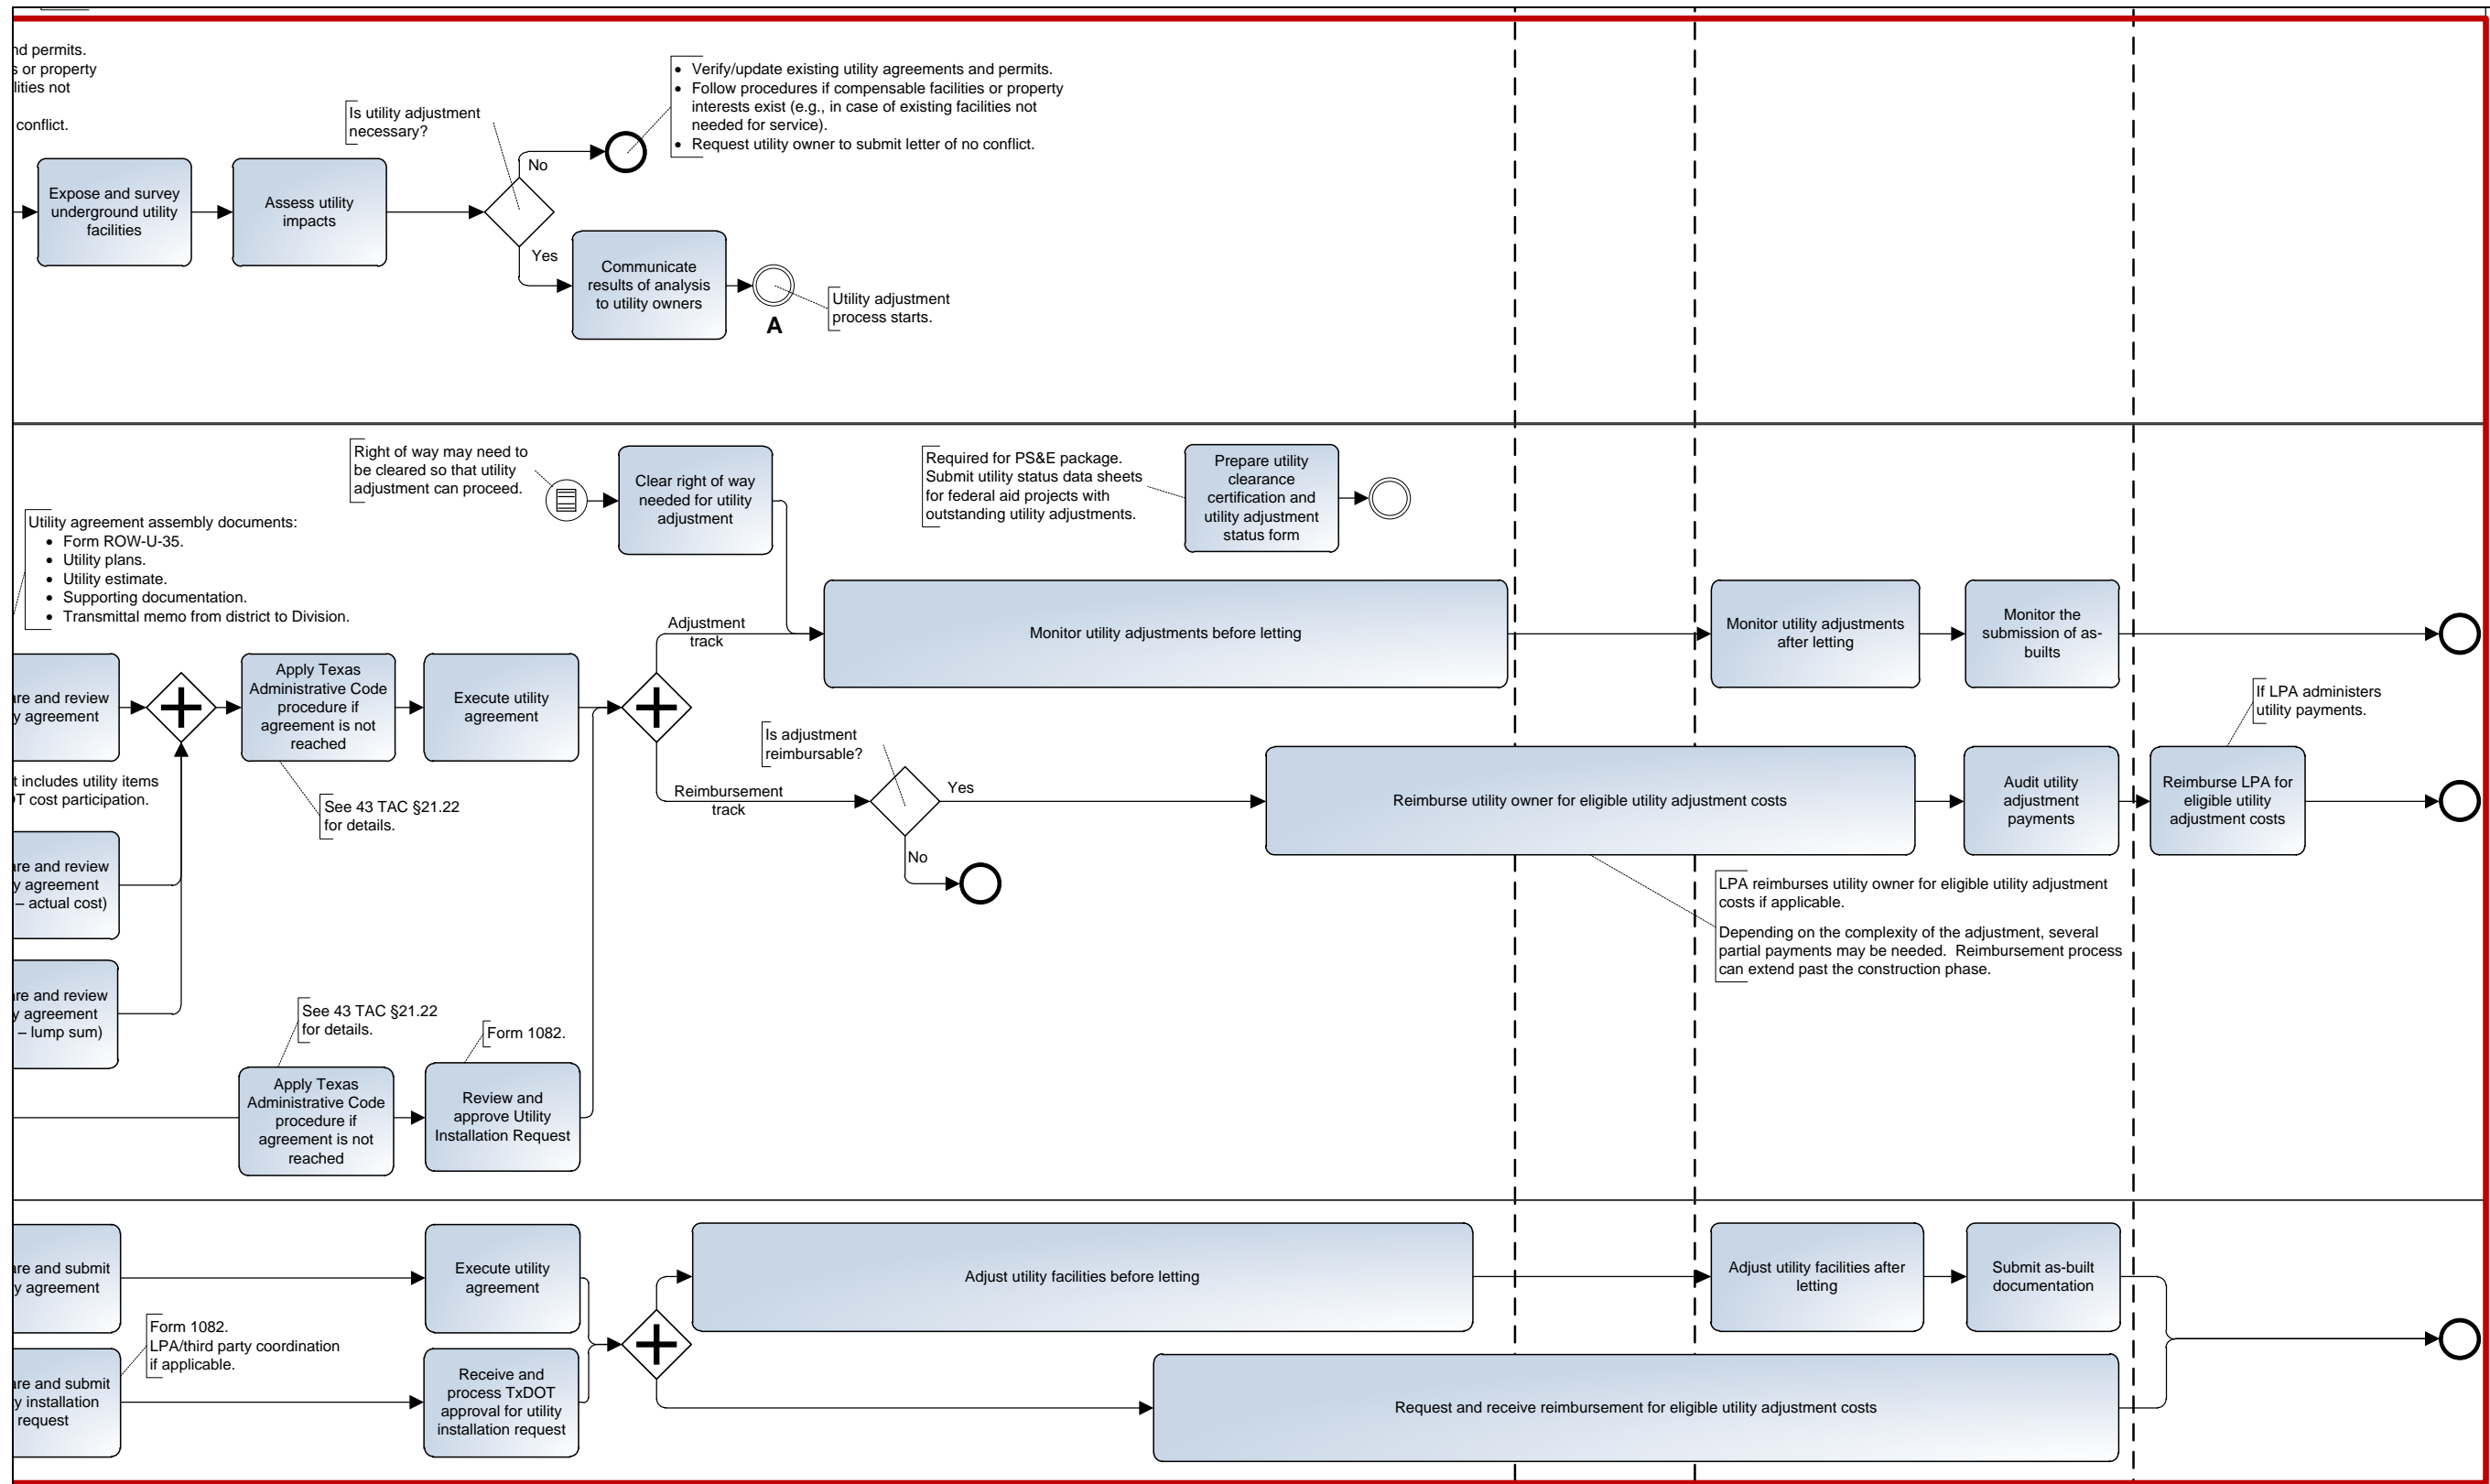 nd permits.
s or property
lities not
conflict.
Is utility adjustment
necessary?
• Verify/update existing utility agreements and permits.
• Follow procedures if compensable facilities or property
interests exist (e.g., in case of existing facilities not
needed for service).
• Request utility owner to submit letter of no conflict.
No
Expose and survey
underground utility
facilities
Assess utility
impacts
Yes
Communicate
results of analysis
to utility owners
A
Utility adjustment
process starts.
Right of way may need to
be cleared so that utility
adjustment can proceed.
Clear right of way
needed for utility
adjustment
Required for PS&E package.
Submit utility status data sheets
for federal aid projects with
outstanding utility adjustments.
Prepare utility
clearance
certification and
utility adjustment
status form
Utility agreement assembly documents:
• Form ROW-U-35.
• Utility plans.
• Utility estimate.
• Supporting documentation.
• Transmittal memo from district to Division.
Adjustment
track
Monitor utility adjustments before letting
Monitor utility adjustments
after letting
Monitor the
submission of as-
builts
are and review
y agreement
Apply Texas
Administrative Code
procedure if
agreement is not
reached
Execute utility
agreement
If LPA administers
utility payments.
Is adjustment
reimbursable?
t includes utility items
OT cost participation.
See 43 TAC §21.22
for details.
Reimbursement
track
Yes
Reimburse utility owner for eligible utility adjustment costs
Audit utility
adjustment
payments
Reimburse LPA for
eligible utility
adjustment costs
No
are and review
y agreement
– actual cost)
LPA reimburses utility owner for eligible utility adjustment
costs if applicable.
Depending on the complexity of the adjustment, several
partial payments may be needed.  Reimbursement process
can extend past the construction phase.
are and review
y agreement
– lump sum)
See 43 TAC §21.22
for details.
Form 1082.
Apply Texas
Administrative Code
procedure if
agreement is not
reached
Review and
approve Utility
Installation Request
are and submit
y agreement
Execute utility
agreement
Adjust utility facilities before letting
Adjust utility facilities after
letting
Submit as-built
documentation
Form 1082.
LPA/third party coordination
if applicable.
are and submit
y installation
request
Receive and
process TxDOT
approval for utility
installation request
Request and receive reimbursement for eligible utility adjustment costs